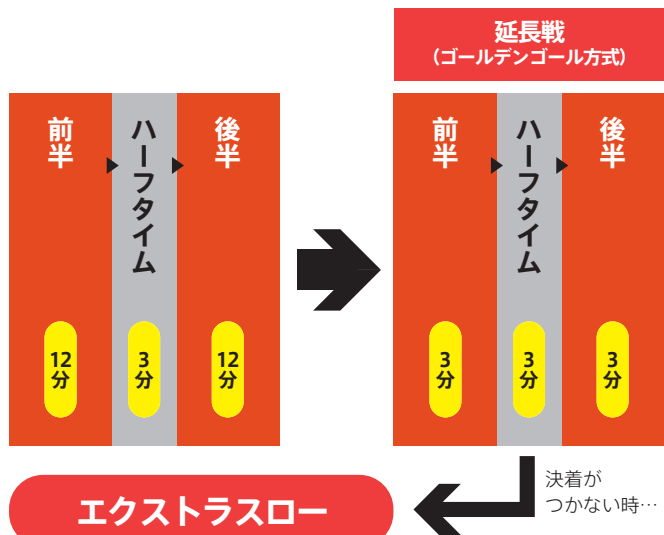 延長戦
（ゴールデンゴール方式）
前半
ハーフタイム
後半
12分
3分
12分
前半
ハーフタイム
後半
3分
3分
3分
決着が
つかない時…
エクストラスロー